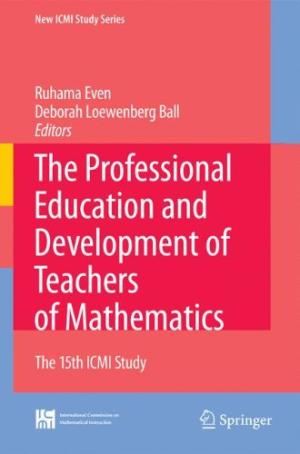 New ICMI Study Series
Ruhama Even
Deborah Loewenberg Ball
Editors
The Professional
Education and
Development of
Teachers
of Mathematics
The 15th ICMI Study
International Commission on
Mathematical Instruction
Springer